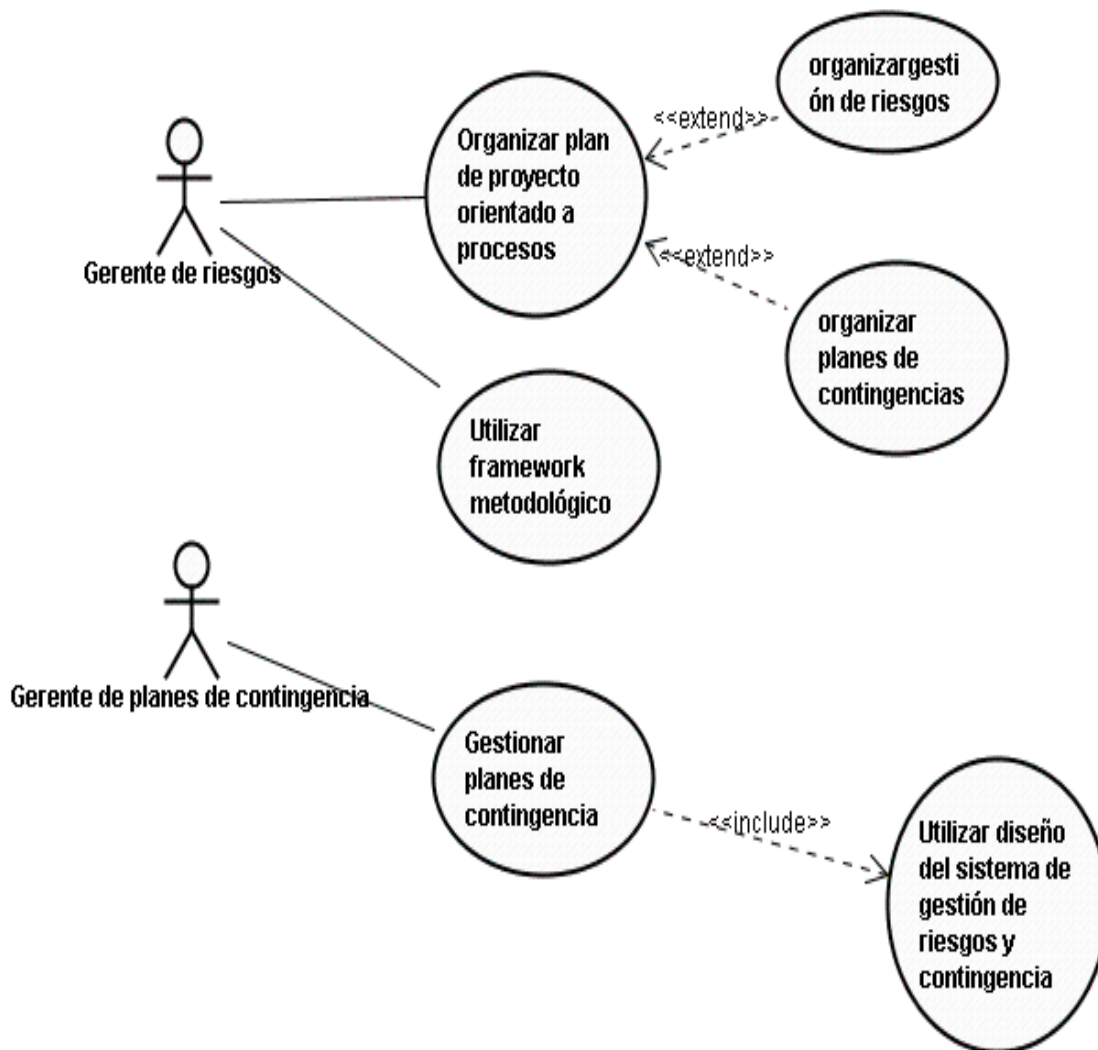 organizargesti
ón de riesgos
<<extend>>
Organizar plan
de proyecto
orientado a
procesos
Gerente de riesgos
<<extend>>
organizar
planes de
contingencias
Utilizar
framework
metodológico
Gerente de planes de contingencia
Gestionar
planes de
contingencia
<<include>>
Utilizar diseño
del sistema de
gestión de
riesgos y
contingencia